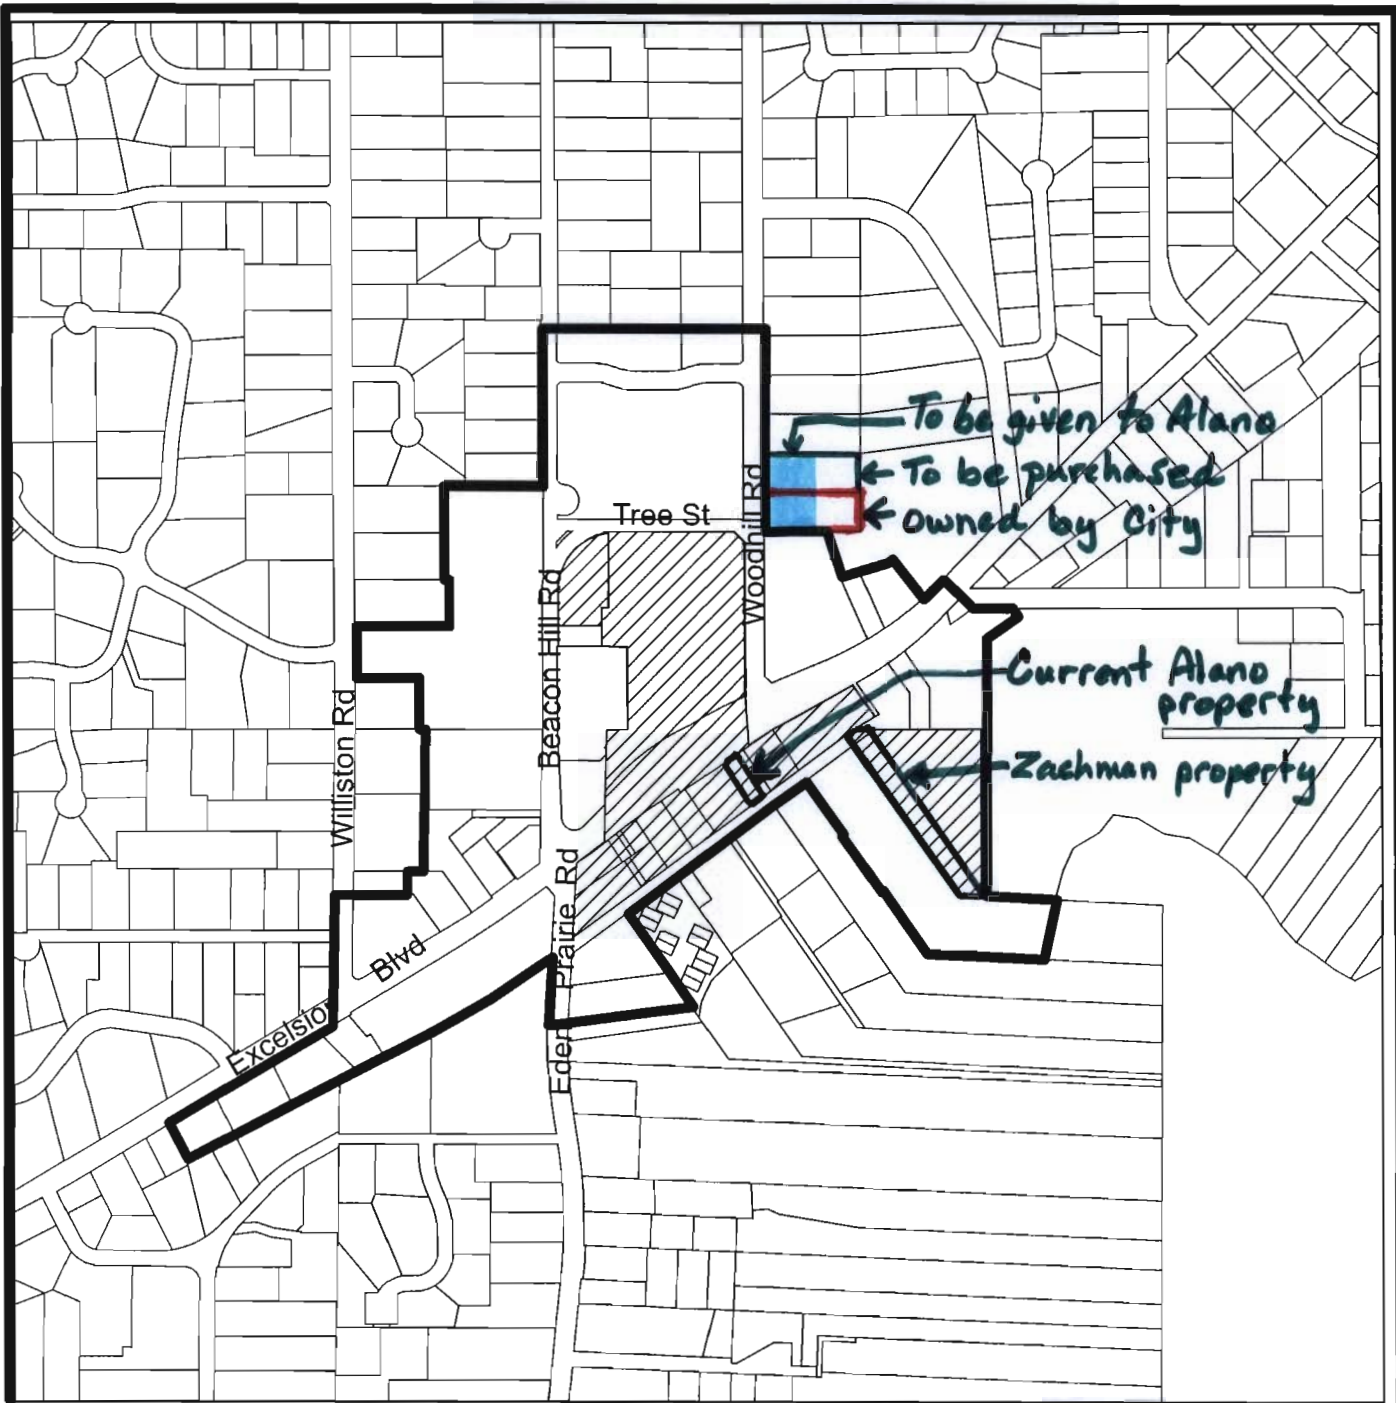 To be given to Alano
To be purchased
owned by City
Tree St
Woodhill Rd
Beacon Hill Rd
Current Alano
property
Williston Rd
Zachman property
Eden Prairie Rd
Excelsior Blvd